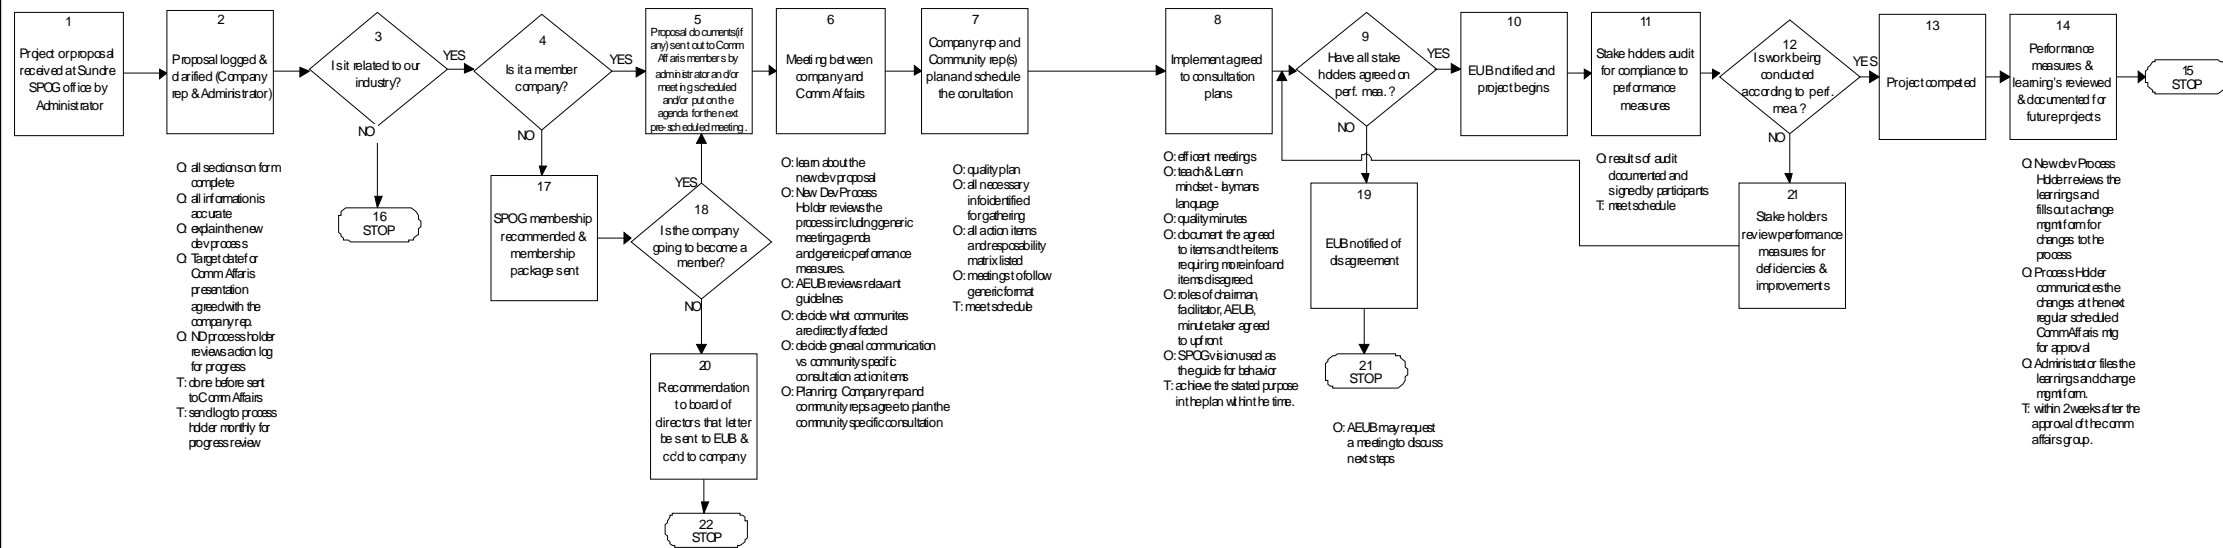 1
Project or proposal
received at Sundre
SPOG office by
Administrator
2
Proposal logged &
clarified (Company
rep & Administrator)
3
Is it related to our
industry?
YES
NO
16
STOP
4
Is it a member
company?
YES
NO
17
SPOG membership
recommended &
membership
package sent
5
Proposal documents(if
any) sent out to Comm
Affaris members by
administrator and/or
meeting scheduled
and/or put on the
agenda for the next
pre-scheduled meeting.
YES
18
Is the company
going to become a
member?
NO
20
Recommendation
to board of
directors that letter
be sent to EUB &
cc'd to company
22
STOP
6
Meeting between
company and
Comm Affairs
7
Company rep and
Community rep(s)
plan and schedule
the conultation
8
Implement agreed
to consultation
plans
9
Have all stake
holders agreed on
perf. mea. ?
YES
NO
19
EUB notified of
disagreement
21
STOP
10
EUB notified and
project begins
11
Stake holders audit
for compliance to
performance
measures
12
Is work being
conducted
according to perf.
mea. ?
YES
NO
21
Stake holders
review performance
measures for
deficiencies &
improvements
13
Project competed
14
Performance
measures &
learning's reviewed
& documented for
future projects
15
STOP
O: all sections on form
complete
O: all information is
accurate
O: explain the new
dev process
O: Target date for
Comm Affaris
presentation
agreed with the
company rep.
O: ND process holder
reviews action log
for progress
T: done before sent
to Comm Affairs
T: send log to process
holder monthly for
progress review
O: learn about the
new dev proposal
O: New Dev Process
Holder reviews the
process including generic
meeting agenda
and generic performance
measures.
O: AEUB reviews relavant
guidelines
O: decide what communites
are directly affected
O: decide general communication
vs community specific
consultation action items
O: Planning: Company rep and
community reps agree to plan the
community specific consultation
O: quality plan
O: all necessary
info identified
for gathering
O: all action items
and resposability
matrix listed
O: meetings to follow
generic format
T: meet schedule
O: efficent meetings
O: teach & Learn
mindset - laymans
lanquage
O: quality minutes
O: document the agreed
to items and the items
requiring more info and
items disagreed.
O: roles of chairman,
facilitator, AEUB,
minute taker agreed
to up front
O: SPOG vision used as
the guide for behavior
T: achieve the stated purpose
in the plan within the time.
O: AEUB may request
a meeting to discuss
next steps
O: results of audit
documented and
signed by participants
T: meet schedule
O: New dev Process
Holder reviews the
learnings and
fills out a change
mgmt form for
changes to the
process
O: Process Holder
communicates the
changes at the next
regular scheduled
Comm Affaris mtg
for approval
O: Administrator files the
learnings and change
mgmt form.
T: within 2 weeks after the
approval of the comm
affairs group.